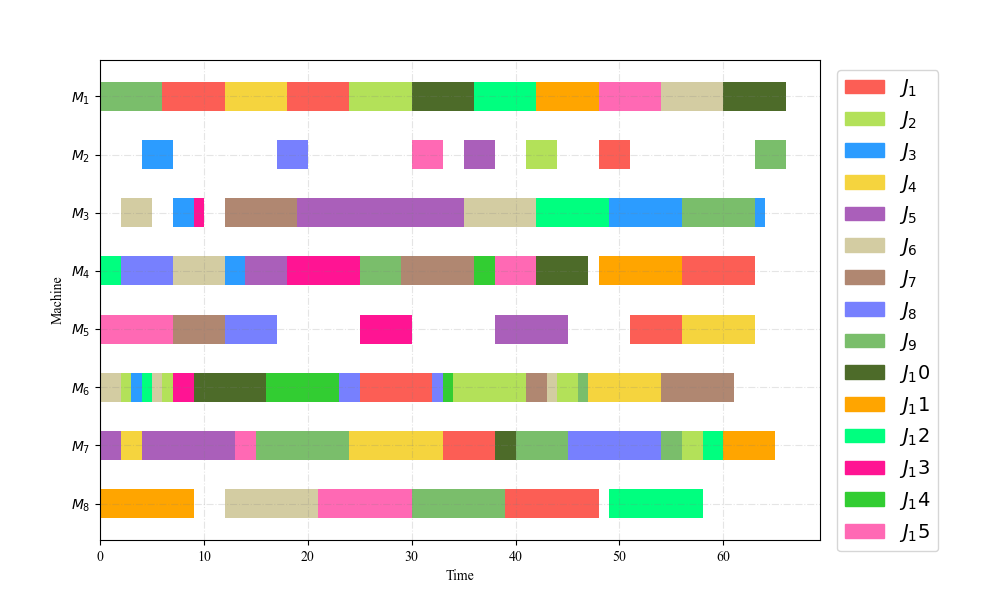 M₁
M₂
M₃
M₄
M₅
M₆
M₇
M₈
Machine
0 10 20 30 40 50 60
Time
J₁
J₂
J₃
J₄
J₅
J₆
J₇
J₈
J₉
J₁0
J₁1
J₁2
J₁3
J₁4
J₁5